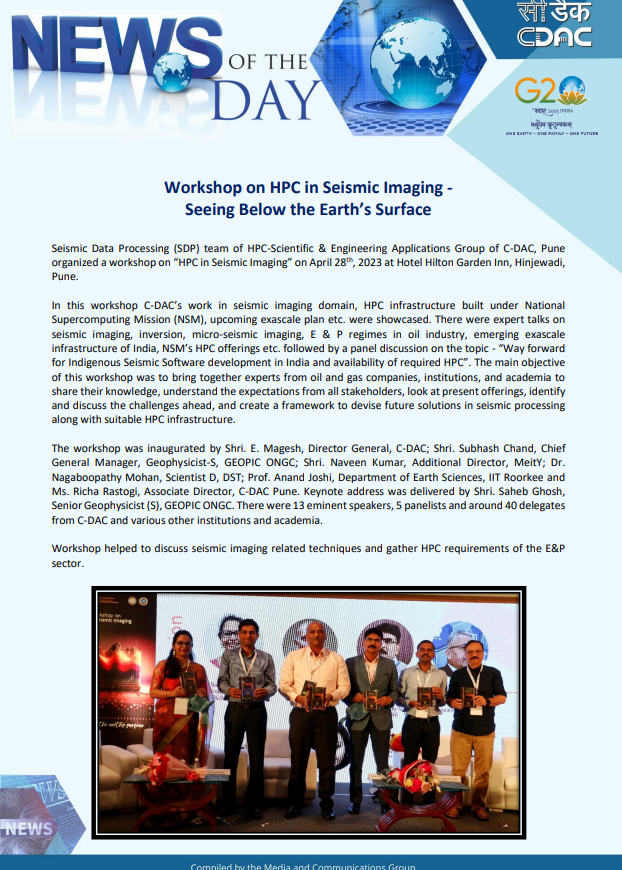 NEWS
OF THE
DAY
सी डैक
CDAC
G20
भारत 2023 INDIA
वसुधैव कुटुम्बकम्
ONE EARTH • ONE FAMILY • ONE FUTURE
Workshop on HPC in Seismic Imaging -
Seeing Below the Earth’s Surface
Seismic Data Processing (SDP) team of HPC-Scientific & Engineering Applications Group of C-DAC, Pune
organized a workshop on “HPC in Seismic Imaging” on April 28th, 2023 at Hotel Hilton Garden Inn, Hinjewadi,
Pune.
In this workshop C-DAC’s work in seismic imaging domain, HPC infrastructure built under National
Supercomputing Mission (NSM), upcoming exascale plan etc. were showcased. There were expert talks on
seismic imaging, inversion, micro-seismic imaging, E & P regimes in oil industry, emerging exascale
infrastructure of India, NSM’s HPC offerings etc. followed by a panel discussion on the topic - “Way forward
for Indigenous Seismic Software development in India and availability of required HPC”. The main objective
of this workshop was to bring together experts from oil and gas companies, institutions, and academia to
share their knowledge, understand the expectations from all stakeholders, look at present offerings, identify
and discuss the challenges ahead, and create a framework to devise future solutions in seismic processing
along with suitable HPC infrastructure.
The workshop was inaugurated by Shri. E. Magesh, Director General, C-DAC; Shri. Subhash Chand, Chief
General Manager, Geophysicist-S, GEOPIC ONGC; Shri. Naveen Kumar, Additional Director, MeitY; Dr.
Nagaboopathy Mohan, Scientist D, DST; Prof. Anand Joshi, Department of Earth Sciences, IIT Roorkee and
Ms. Richa Rastogi, Associate Director, C-DAC Pune. Keynote address was delivered by Shri. Saheb Ghosh,
Senior Geophysicist (S), GEOPIC ONGC. There were 13 eminent speakers, 5 panelists and around 40 delegates
from C-DAC and various other institutions and academia.
Workshop helped to discuss seismic imaging related techniques and gather HPC requirements of the E&P
sector.
kshop on
ismic Imaging
NEWS
Compiled by the Media and Communications Group